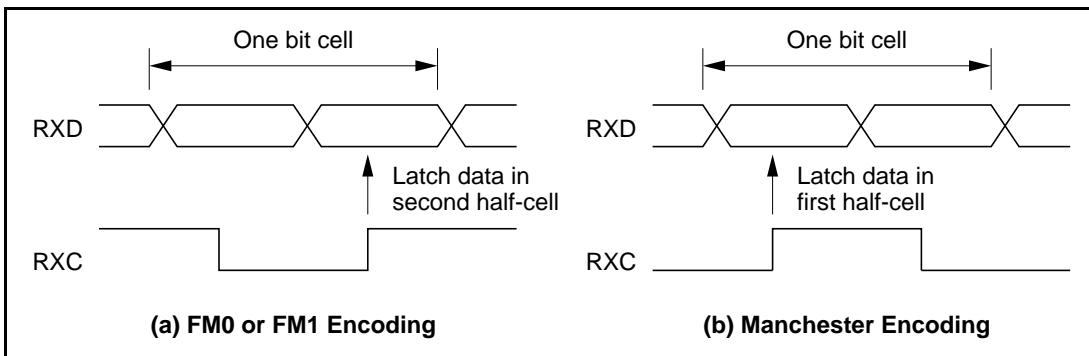 One bit cell
RXD
Latch data in
second half-cell
RXC
(a) FM0 or FM1 Encoding
One bit cell
RXD
Latch data in
first half-cell
RXC
(b) Manchester Encoding